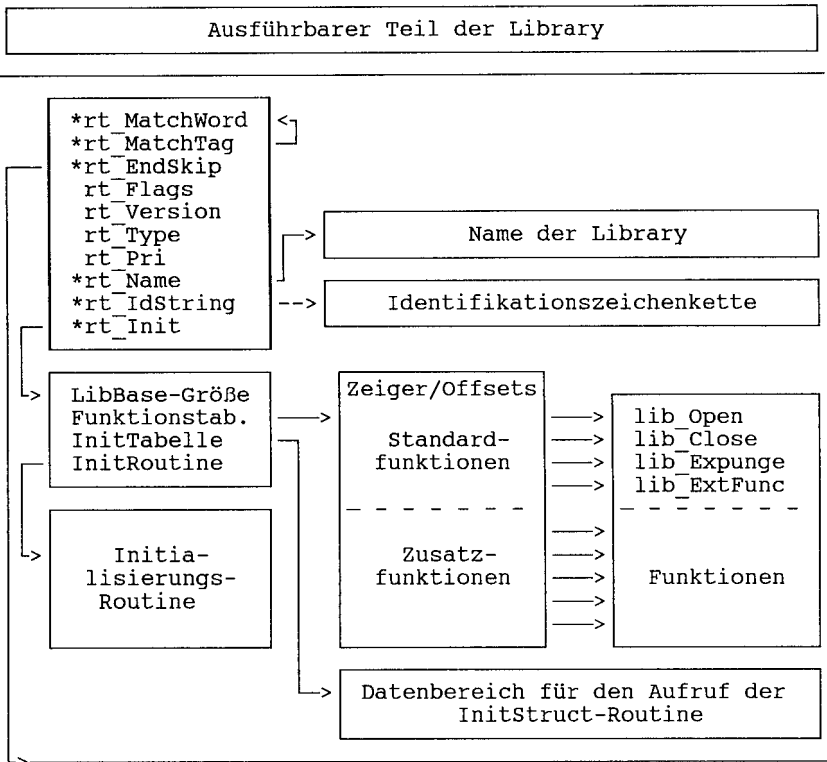 Ausführbarer Teil der Library
*rt_MatchWord
*rt_MatchTag
*rt_EndSkip
rt_Flags
rt_Version
rt_Type
rt_Pri
*rt_Name
*rt_IdString
*rt_Init
Name der Library
Identifikationszeichenkette
LibBase-Größe
Funktionstab.
InitTabelle
InitRoutine
Zeiger/Offsets
Standard-
funktionen
Zusatz-
funktionen
lib_Open
lib_Close
lib_Expunge
lib_ExtFunc
Funktionen
Initia-
lisierungs-
Routine
Datenbereich für den Aufruf der
InitStruct-Routine